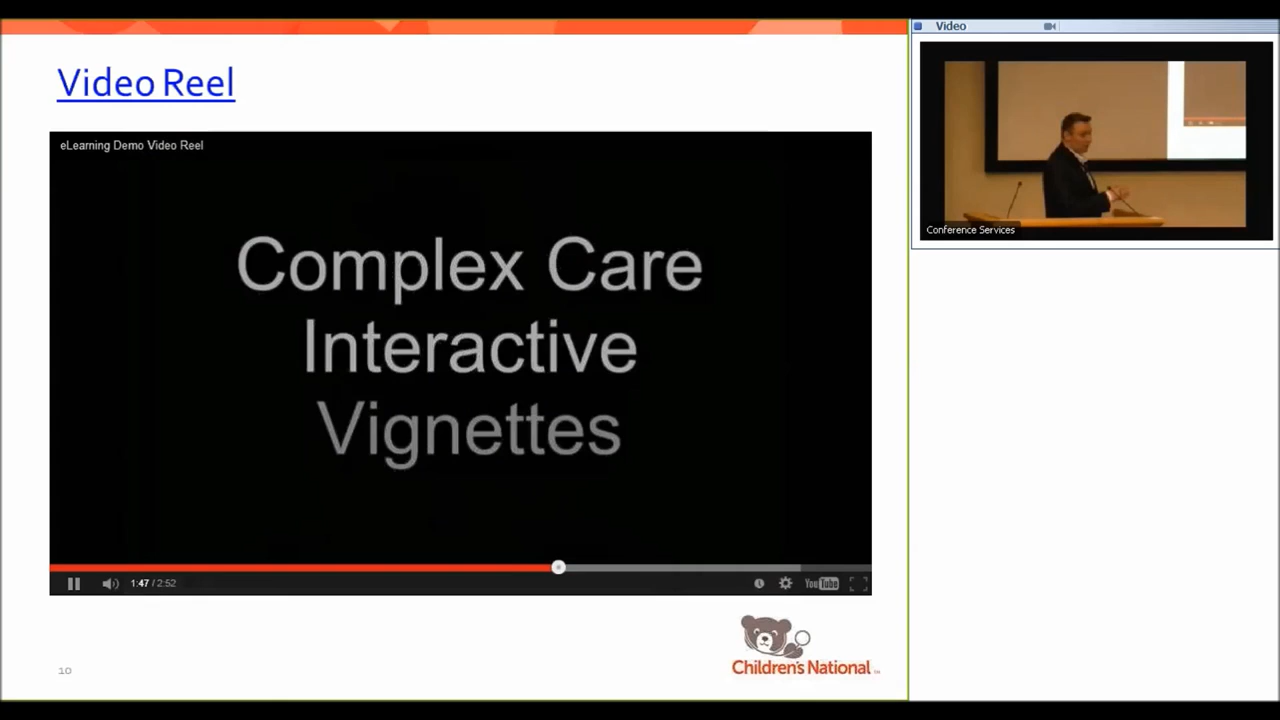 Video Reel
eLearning Demo Video Reel
Complex Care
Interactive
Vignettes
1:47 / 2:52
YouTube
10
Children's National™
Video
Conference Services